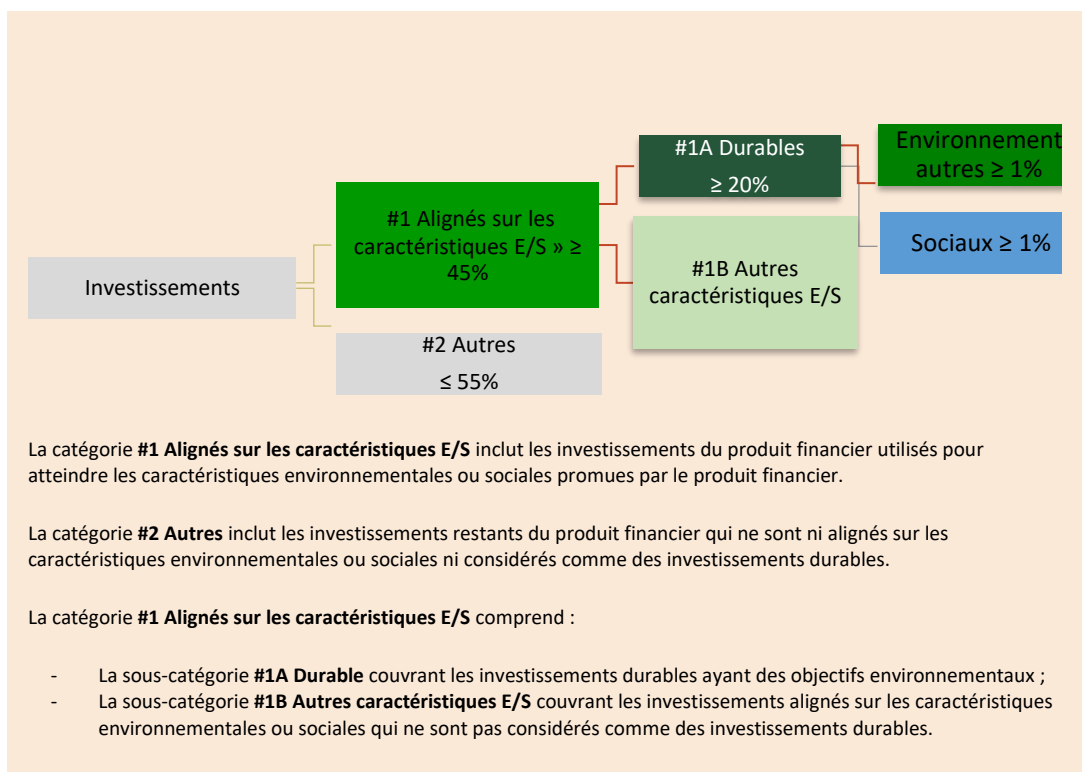 Investissements
#1 Alignés sur les
caractéristiques E/S » ≥
45%
#2 Autres
≤ 55%
#1A Durables
≥ 20%
#1B Autres
caractéristiques E/S
Environnement
autres ≥ 1%
Sociaux ≥ 1%
La catégorie #1 Alignés sur les caractéristiques E/S inclut les investissements du produit financier utilisés pour
atteindre les caractéristiques environnementales ou sociales promues par le produit financier.
La catégorie #2 Autres inclut les investissements restants du produit financier qui ne sont ni alignés sur les
caractéristiques environnementales ou sociales ni considérés comme des investissements durables.
La catégorie #1 Alignés sur les caractéristiques E/S comprend :
- La sous-catégorie #1A Durable couvrant les investissements durables ayant des objectifs environnementaux ;
- La sous-catégorie #1B Autres caractéristiques E/S couvrant les investissements alignés sur les caractéristiques
environnementales ou sociales qui ne sont pas considérés comme des investissements durables.